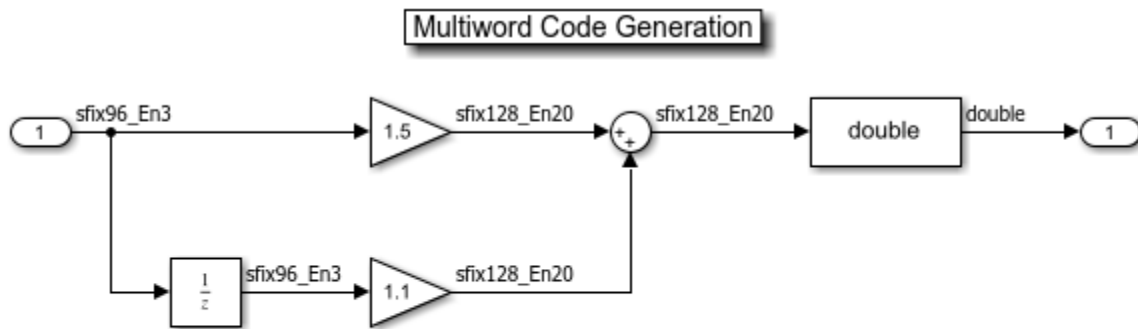 Multiword Code Generation
sfix96_En3
sfix128_En20
sfix128_En20
double
1
1.5
+
+
double
1
1
z
sfix96_En3
1.1
sfix128_En20